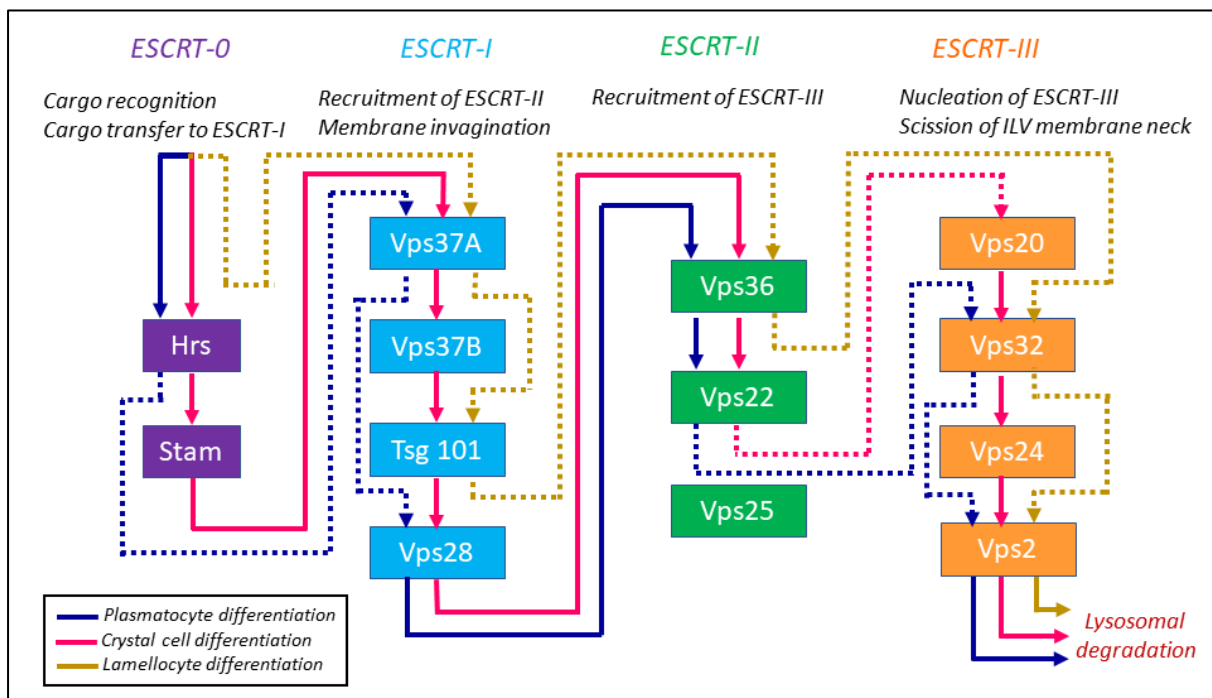 ESCRT-0
ESCRT-I
ESCRT-II
ESCRT-III
Cargo recognition
Cargo transfer to ESCRT-I
Recruitment of ESCRT-II
Membrane invagination
Recruitment of ESCRT-III
Nucleation of ESCRT-III
Scission of ILV membrane neck
Hrs
Stam
Vps37A
Vps37B
Tsg 101
Vps28
Vps36
Vps22
Vps25
Vps20
Vps32
Vps24
Vps2
Plasmatocyte differentiation
Crystal cell differentiation
Lamellocyte differentiation
Lysosomal
degradation